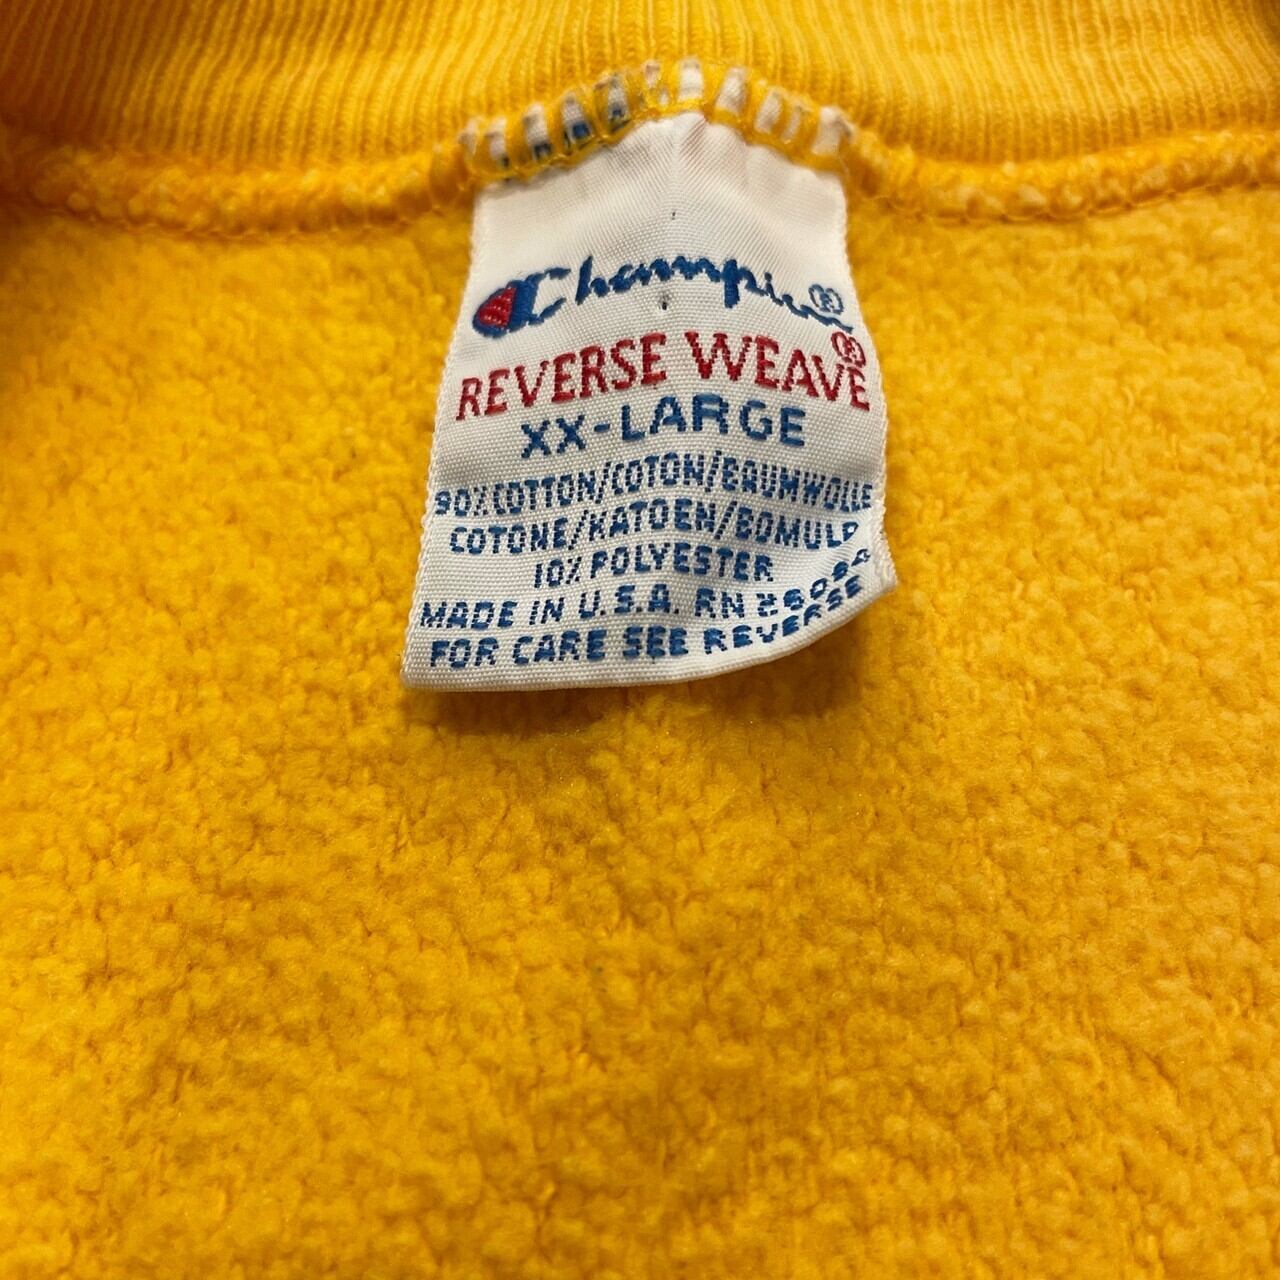 Champion®
REVERSE WEAVE®
XX-LARGE
90% COTTON/COTON/BAUMWOLLE
COTONE/KATOEN/BOMULD
10% POLYESTER
MADE IN U.S.A. RN 26094
FOR CARE SEE REVERSE